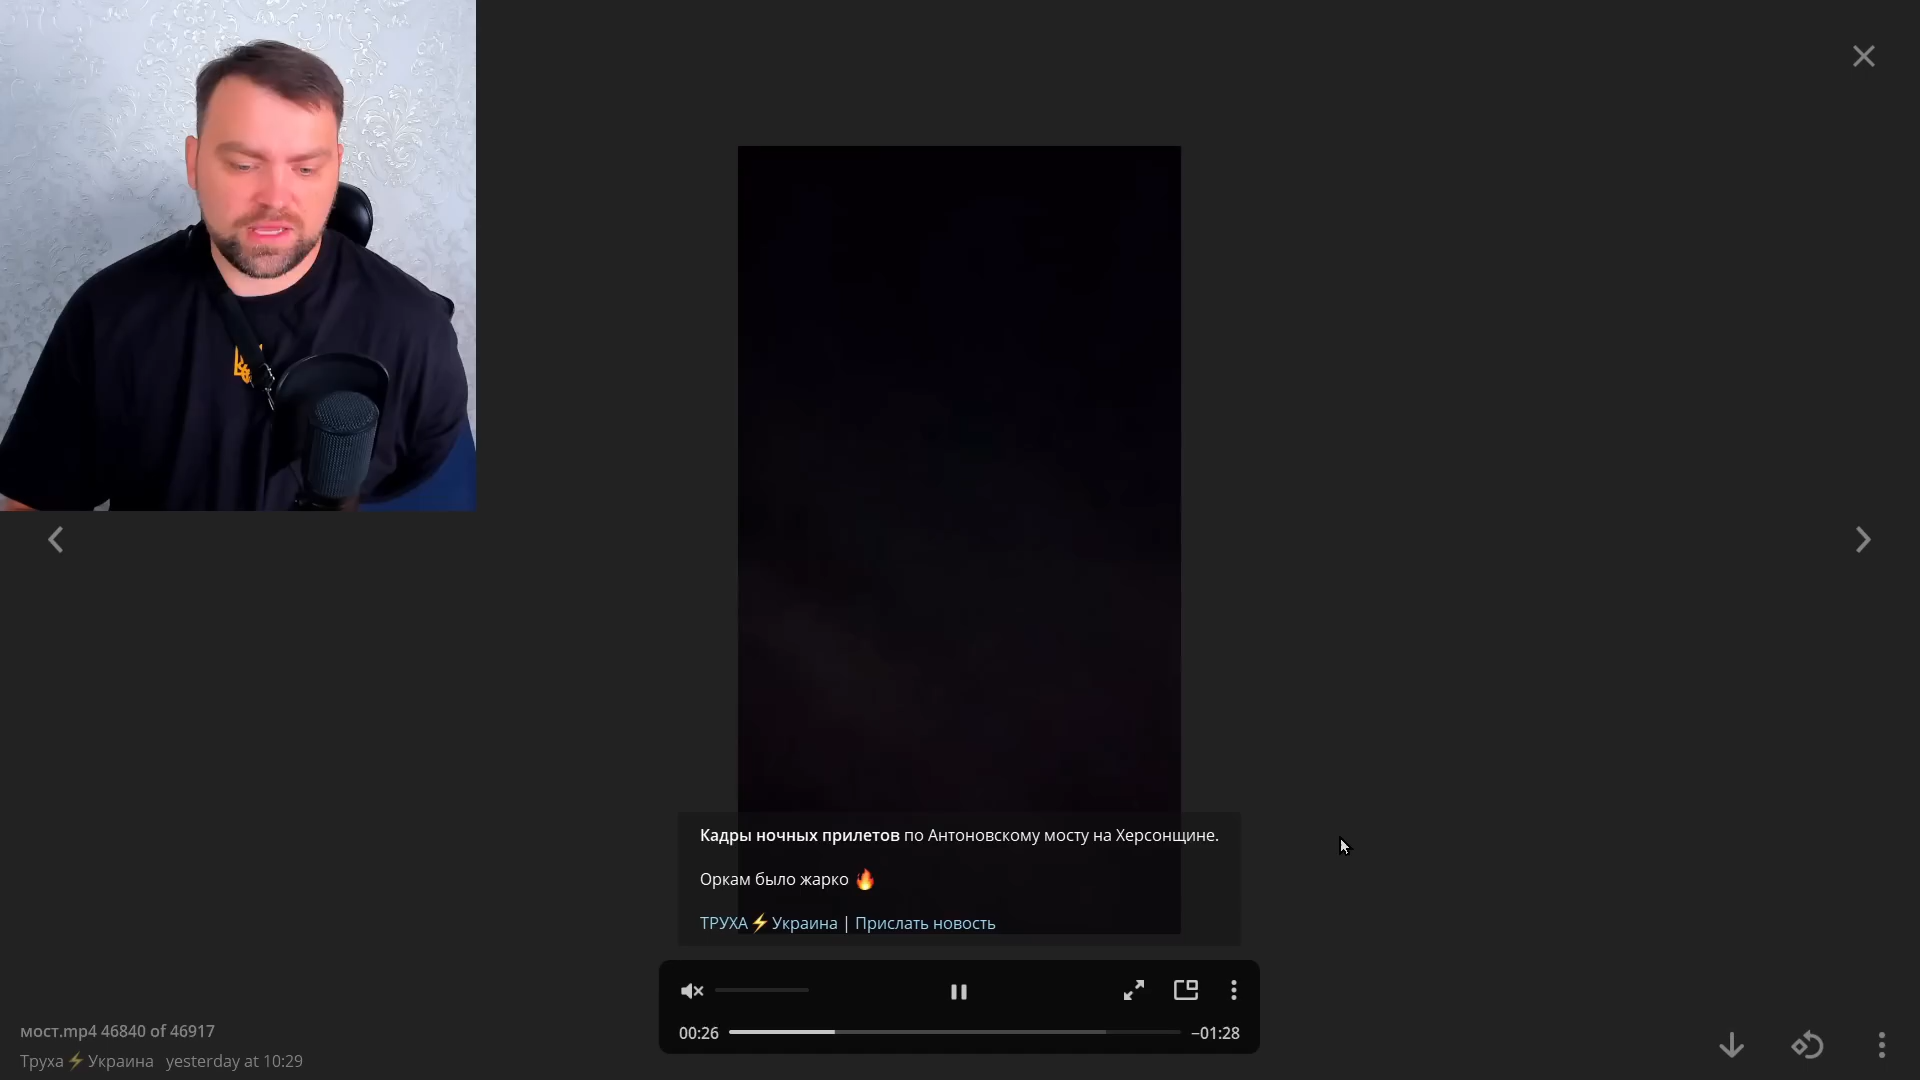 Кадры ночных прилетов по Антоновскому мосту на Херсонщине.
Оркам было жарко 🔥
ТРУХА⚡Украина | Прислать новость
00:26
−01:28
мост.mp4 46840 of 46917
Труха⚡Украина yesterday at 10:29